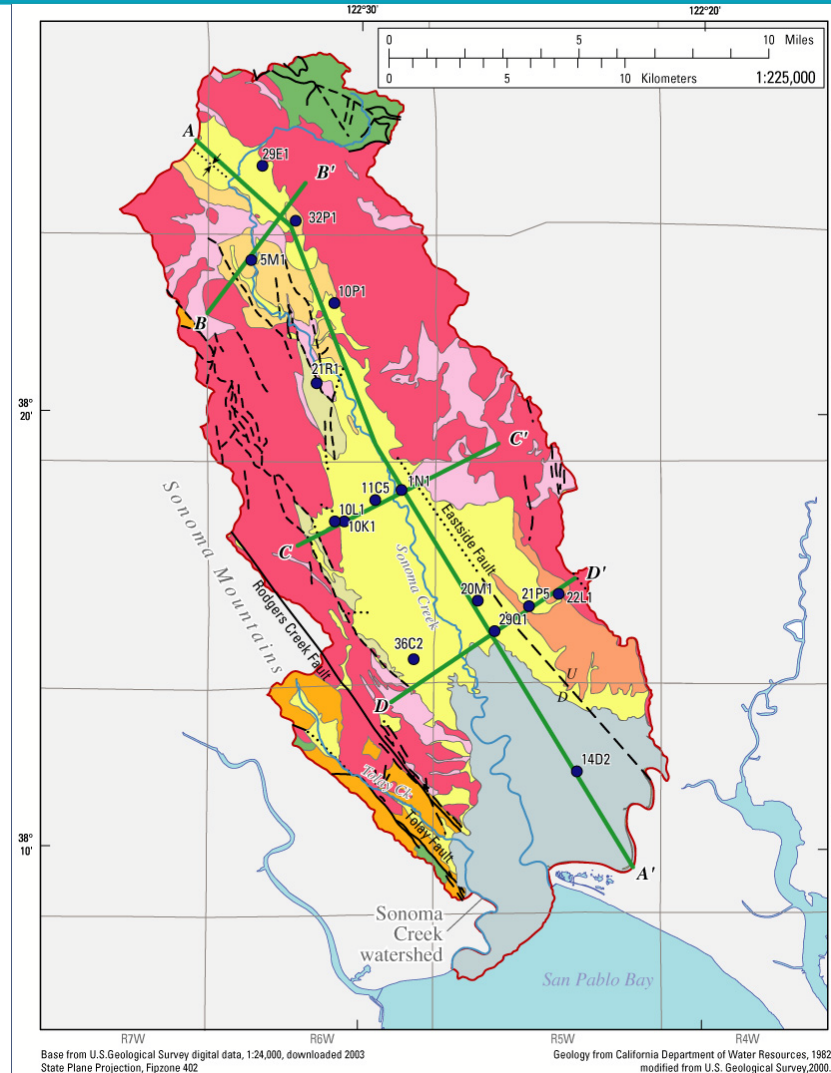 122°30' 122°20'
0 5 10 Miles
0 5 10 Kilometers 1:225,000
A
29E1
B'
32P1
5M1
10P1
B
21R1
38°
20'
C'
1N1
11C5
10L1
10K1
C
Eastside Fault
Sonoma Mountains
Sonoma Creek
D'
Rodgers Creek Fault
20M1
21P5
22L1
29Q1
36C2
U
D
D
14D2
Tolay Ck
Tolay Fault
38°
10'
A'
Sonoma
Creek
watershed
San Pablo Bay
R7W R6W R5W R4W
Base from U.S.Geological Survey digital data, 1:24,000, downloaded 2003
State Plane Projection, Fipzone 402
Geology from California Department of Water Resources, 1982
modified from U.S. Geological Survey,2000.